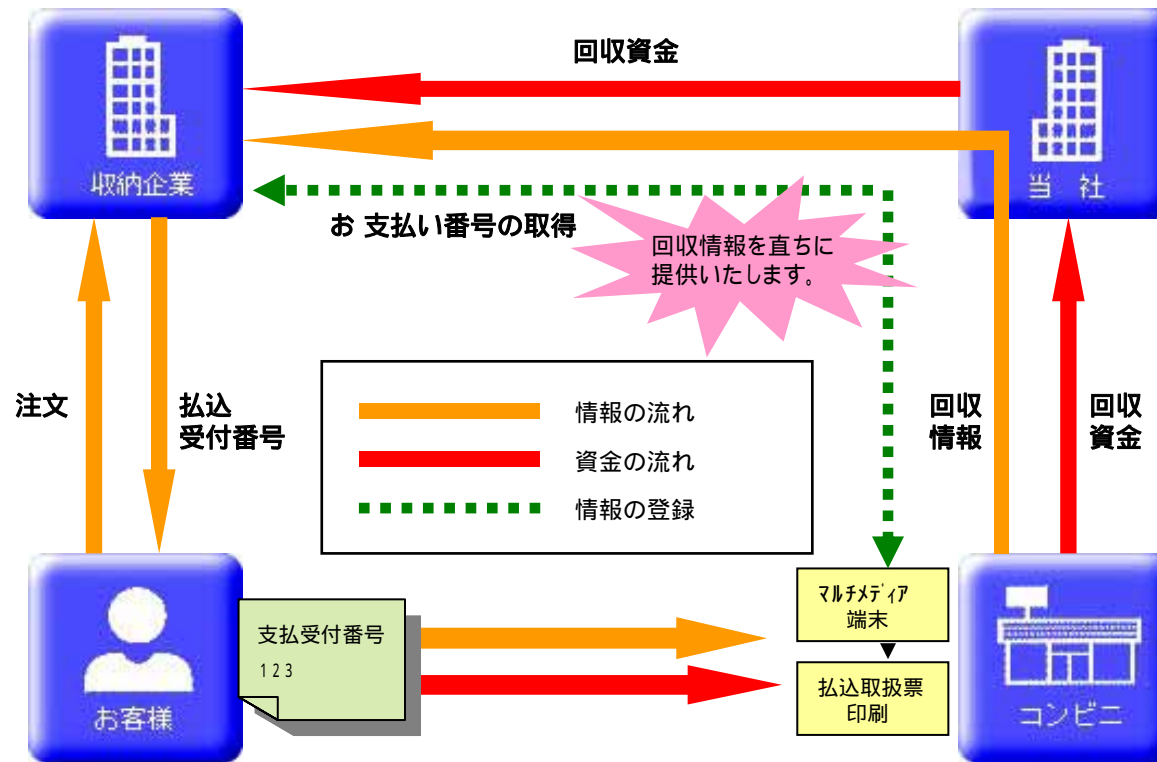 回収資金
収納企業
当 社
お 支払い番号の取得
回収情報を直ちに
提供いたします。
注文
払込
受付番号
情報の流れ
資金の流れ
情報の登録
回収
情報
回収
資金
お客様
支払受付番号
123
ﾏﾙﾁﾒﾃﾞｨｱ
端末
払込取扱票
印刷
コンビニ